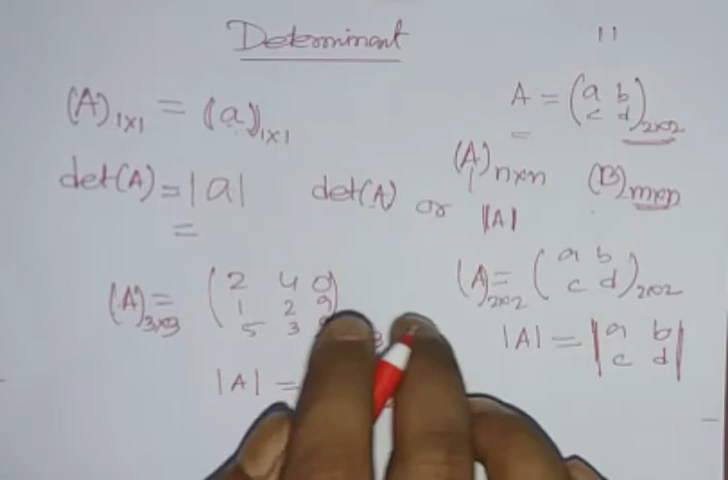 Determinant
11
(A)1x1 = (a)1x1
A = (a b
c d)2x2
det(A) = |a|
det(A) or |A|
(A)nxn
(B)mxn
(A)3x3 = (2 4 9
1 2 9
5 3
(A)2x2 = (a b
c d)2x2
|A| = |a b
c d|
|A| =